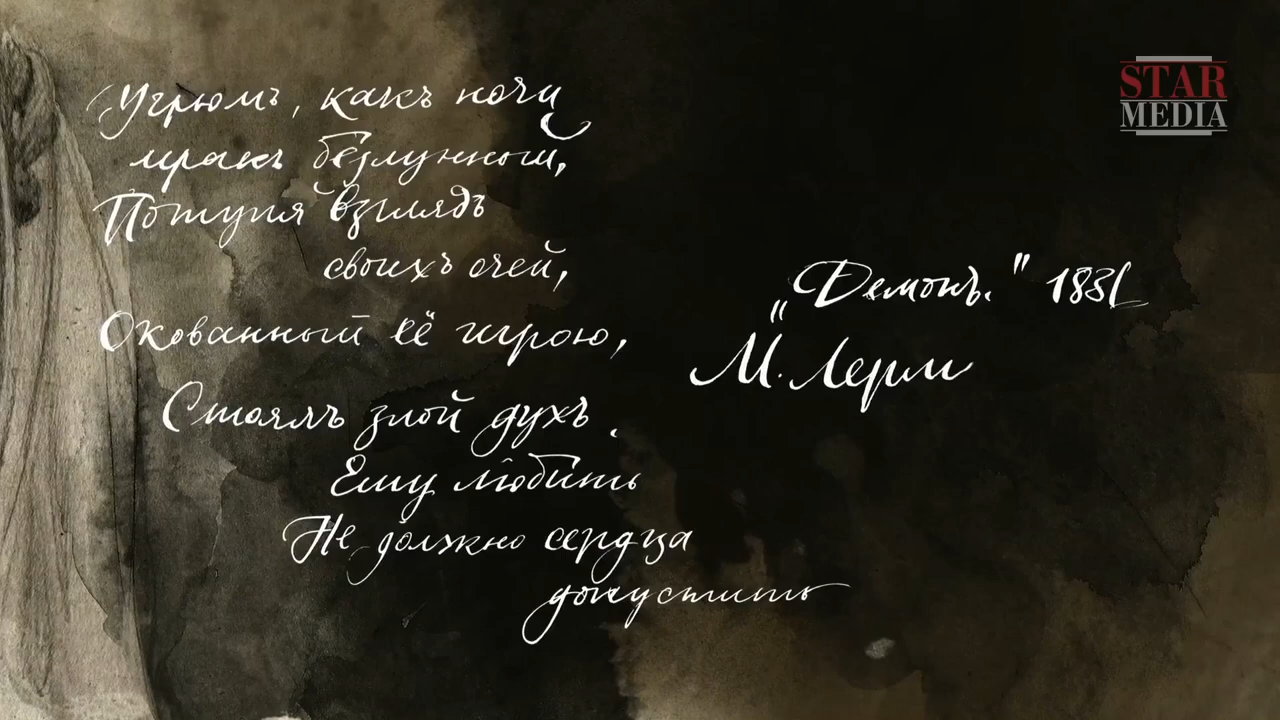 Угрюмъ, какъ ночи
мракъ безлунной,
Потупя взглядъ
своихъ очей,
Окованный её игрою,
Стоялъ злой духъ.
Ему любить
Не должно сердца
допустить
„Демонъ." 1831
М. Лерм
STAR
MEDIA